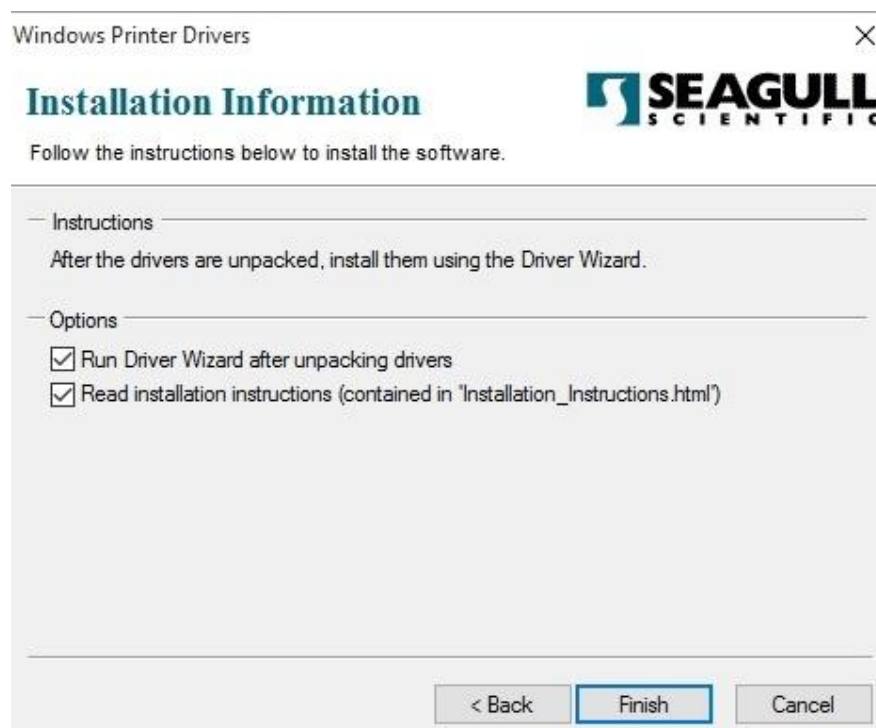 Windows Printer Drivers
Installation Information
SEAGULL
SCIENTIFIC
Follow the instructions below to install the software.
Instructions
After the drivers are unpacked, install them using the Driver Wizard.
Options
Run Driver Wizard after unpacking drivers
Read installation instructions (contained in 'Installation_Instructions.html')
< Back
Finish
Cancel